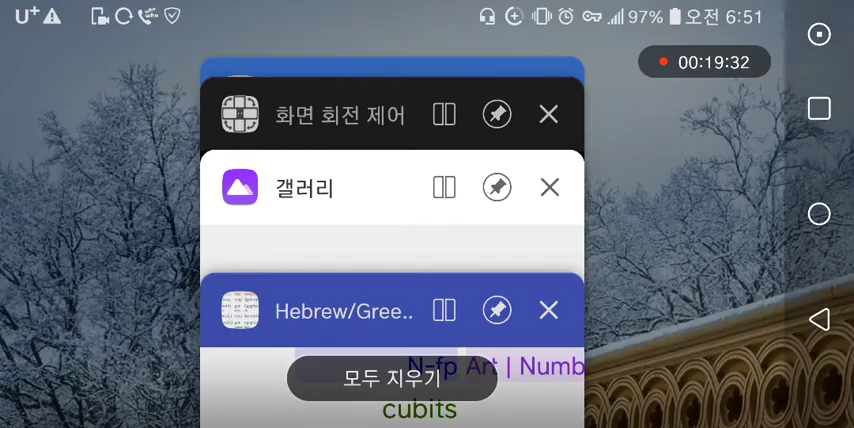 U+ 97% 오전 6:51
00:19:32
화면 회전 제어
갤러리
Hebrew/Gree..
N-fp Art | Numb
모두 지우기
cubits